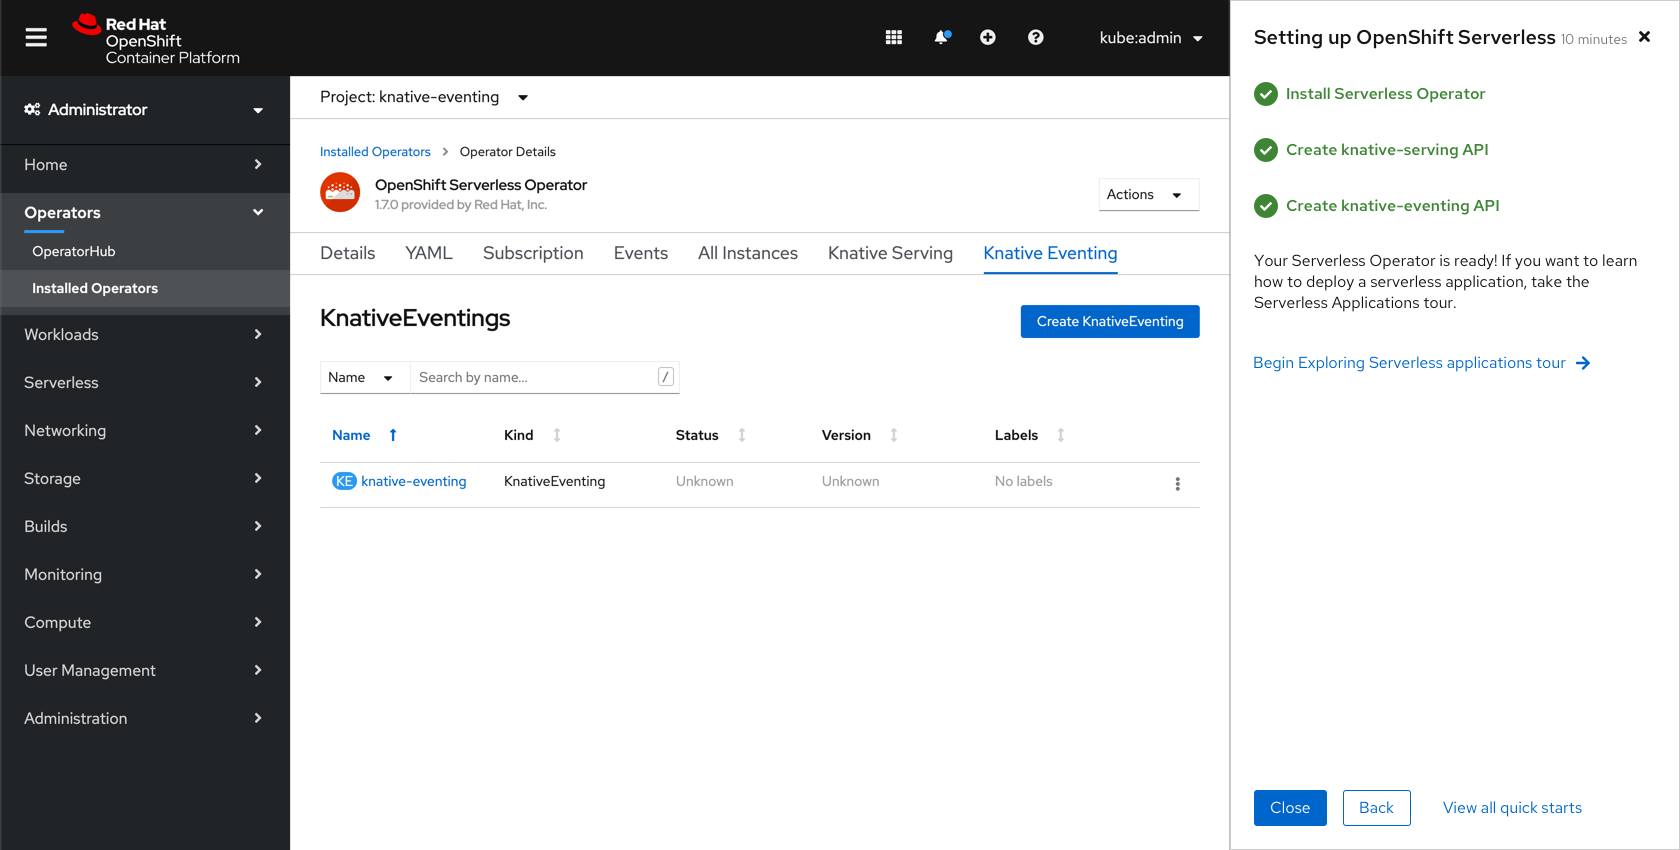 Red Hat
OpenShift
Container Platform
kube:admin
Administrator
Home
Operators
OperatorHub
Installed Operators
Workloads
Serverless
Networking
Storage
Builds
Monitoring
Compute
User Management
Administration
Project: knative-eventing
Installed Operators Operator Details
OpenShift Serverless Operator
1.7.0 provided by Red Hat, Inc.
Actions
Details YAML Subscription Events All Instances Knative Serving Knative Eventing
KnativeEventings
Create KnativeEventing
Name Search by name... /
Name Kind Status Version Labels
KE knative-eventing KnativeEventing Unknown Unknown No labels
Setting up OpenShift Serverless 10 minutes
Install Serverless Operator
Create knative-serving API
Create knative-eventing API
Your Serverless Operator is ready! If you want to learn
how to deploy a serverless application, take the
Serverless Applications tour.
Begin Exploring Serverless applications tour
Close Back View all quick starts